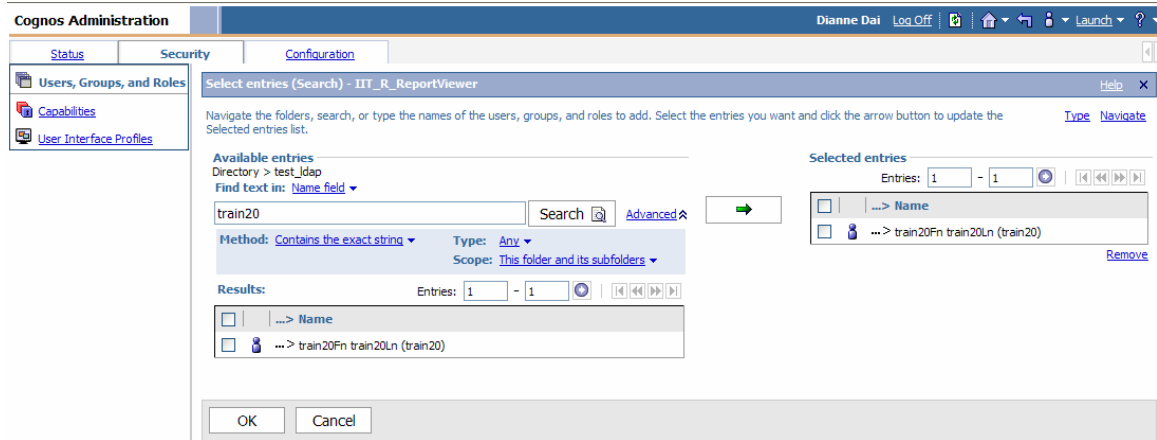 Cognos Administration
Dianne Dai Log Off Launch ?
Status Security Configuration
Users, Groups, and Roles
Capabilities
User Interface Profiles
Select entries (Search) - IIT_R_ReportViewer Help X
Navigate the folders, search, or type the names of the users, groups, and roles to add. Select the entries you want and click the arrow button to update the
Selected entries list.
Type Navigate
Available entries
Directory > test_ldap
Find text in: Name field
train20 Search Advanced
Method: Contains the exact string Type: Any
Scope: This folder and its subfolders
Results: Entries: 1 - 1
...> Name
...> train20Fn train20Ln (train20)
Selected entries
Entries: 1 - 1
...> Name
...> train20Fn train20Ln (train20)
Remove
OK Cancel